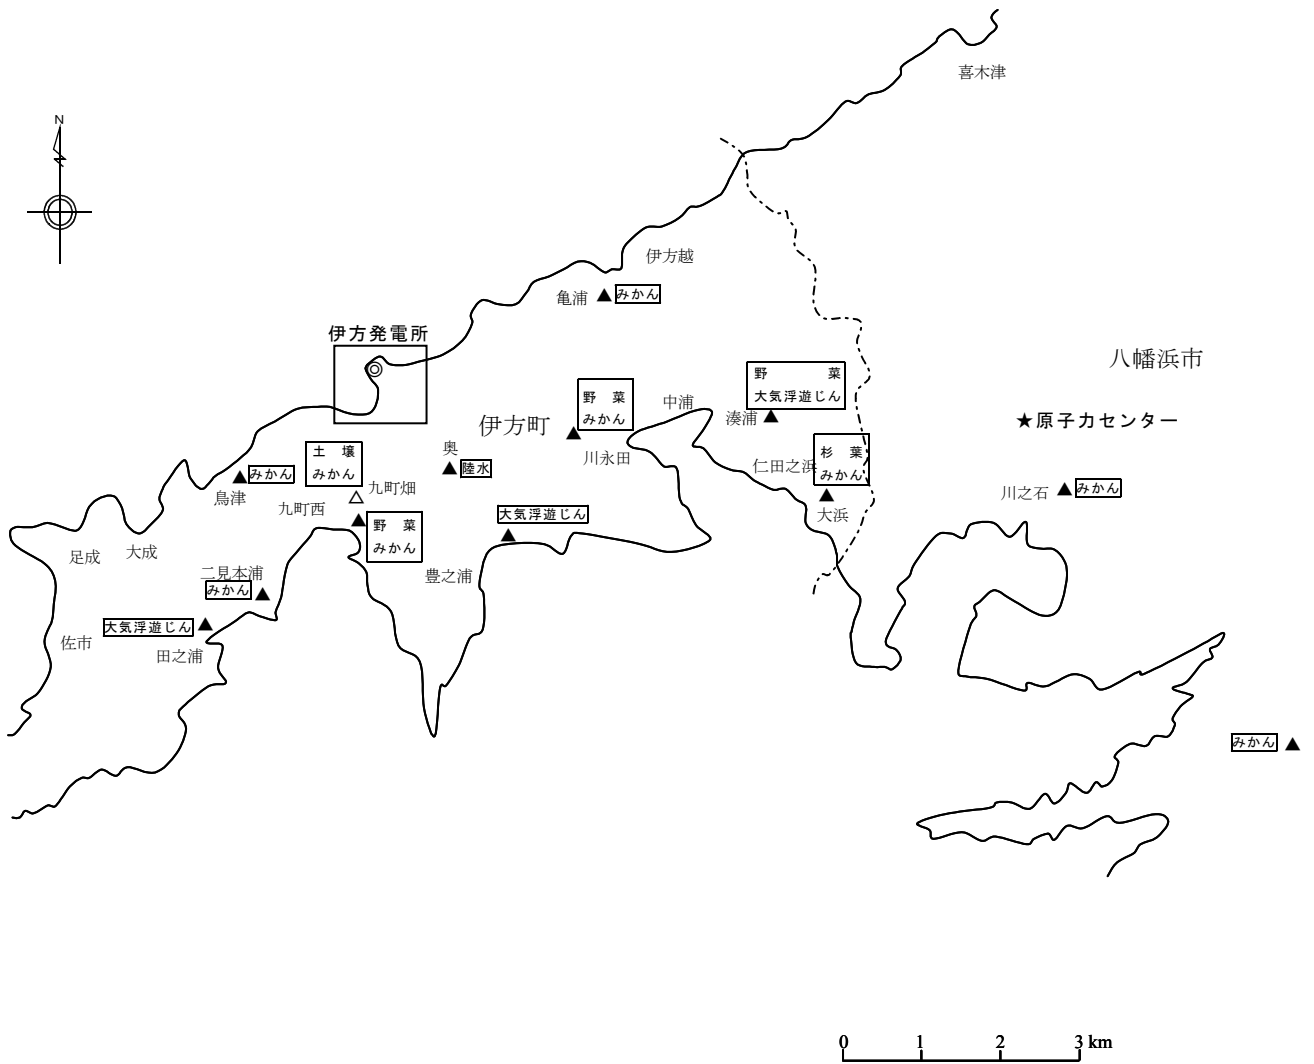 喜木津
N
伊方越
亀浦
みかん
伊方発電所
八幡浜市
野 菜
大気浮遊じん
野 菜
みかん
中浦
湊浦
伊方町
★原子力センター
土 壌
みかん
奥
陸水
川永田
仁田之浜
杉 葉
みかん
鳥津
みかん
九町畑
九町西
川之石
みかん
大浜
大気浮遊じん
野 菜
みかん
足成
大成
二見本浦
みかん
豊之浦
大気浮遊じん
佐市
田之浦
みかん
0 1 2 3 km